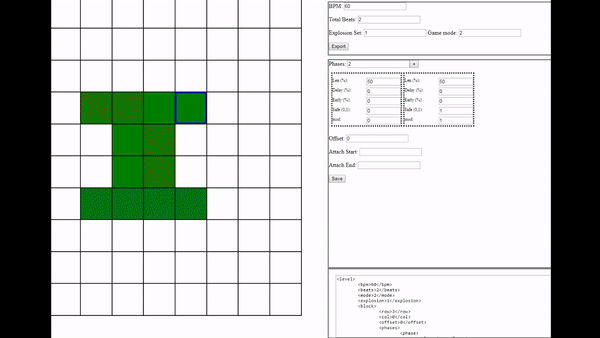 BPM: 60
Total Beats: 2
Explosion Set: 1 Game mode: 2
Export
Phases: 2 +
Len (%): 50 Len (%): 50
Delay (%): 0 Delay (%): 0
Early (%): 0 Early (%): 0
Safe (0,1): 0 Safe (0,1): 1
mod: 0 mod: 1
Offset: 0
Attach Start:
Attach End:
Save
<level>
<bpm>60</bpm>
<beats>2</beats>
<mode>2</mode>
<explosion>1</explosion>
<block>
<row>3</row>
<col>0</col>
<offset>0</offset>
<phases>
<phase>